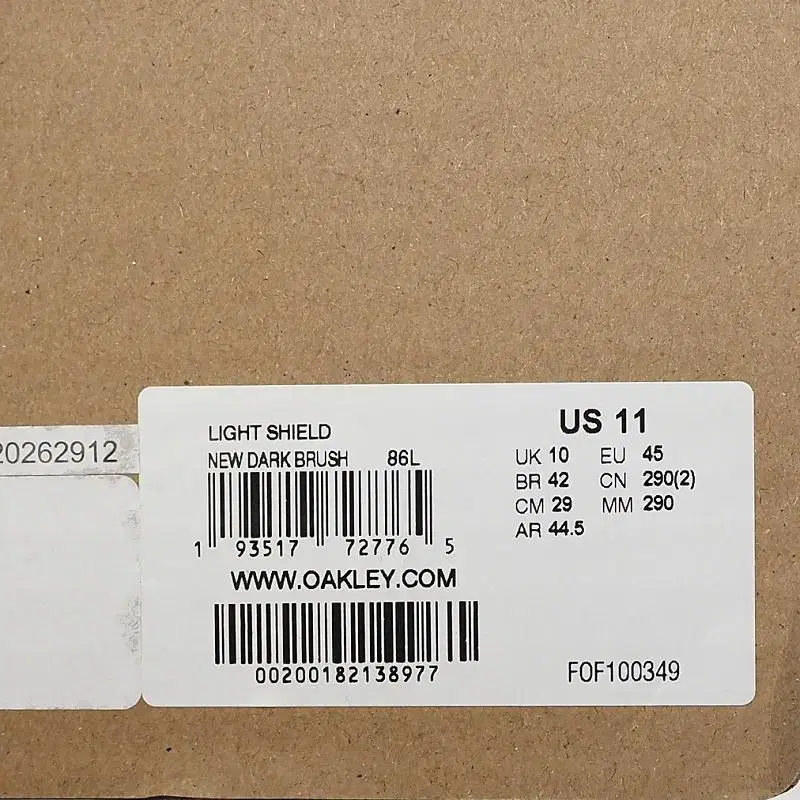 20262912
LIGHT SHIELD
NEW DARK BRUSH 86L
1 93517 72776 5
WWW.OAKLEY.COM
00200182138977
US 11
UK 10 EU 45
BR 42 CN 290(2)
CM 29 MM 290
AR 44.5
FOF100349